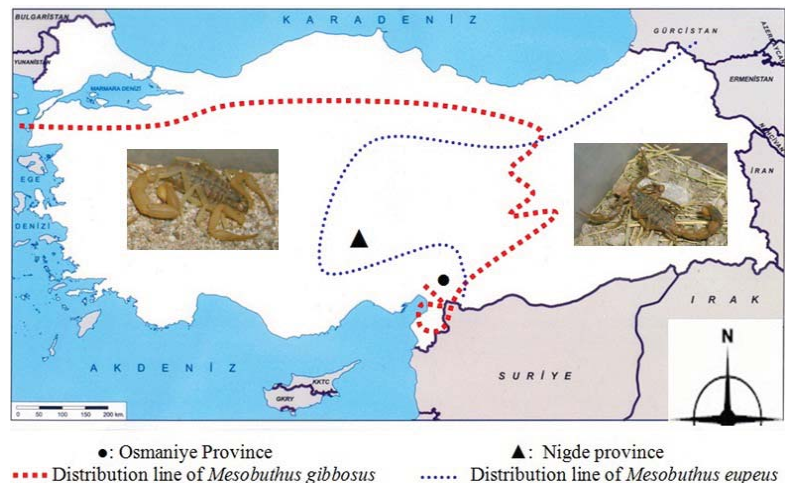 BULGARİSTAN
KARADENİZ
GÜRCİSTAN
AZERBAYCAN
YUNANİSTAN
MARMARA DENİZİ
ERMENİSTAN
NAHCIVAN
İRAN
EGE
DENİZİ
IRAK
N
AKDENİZ
SURİYE
KKTC
GKRY
0 50 100 150 200 km.
●: Osmaniye Province ▲: Nigde province
Distribution line of Mesobuthus gibbosus Distribution line of Mesobuthus eupeus